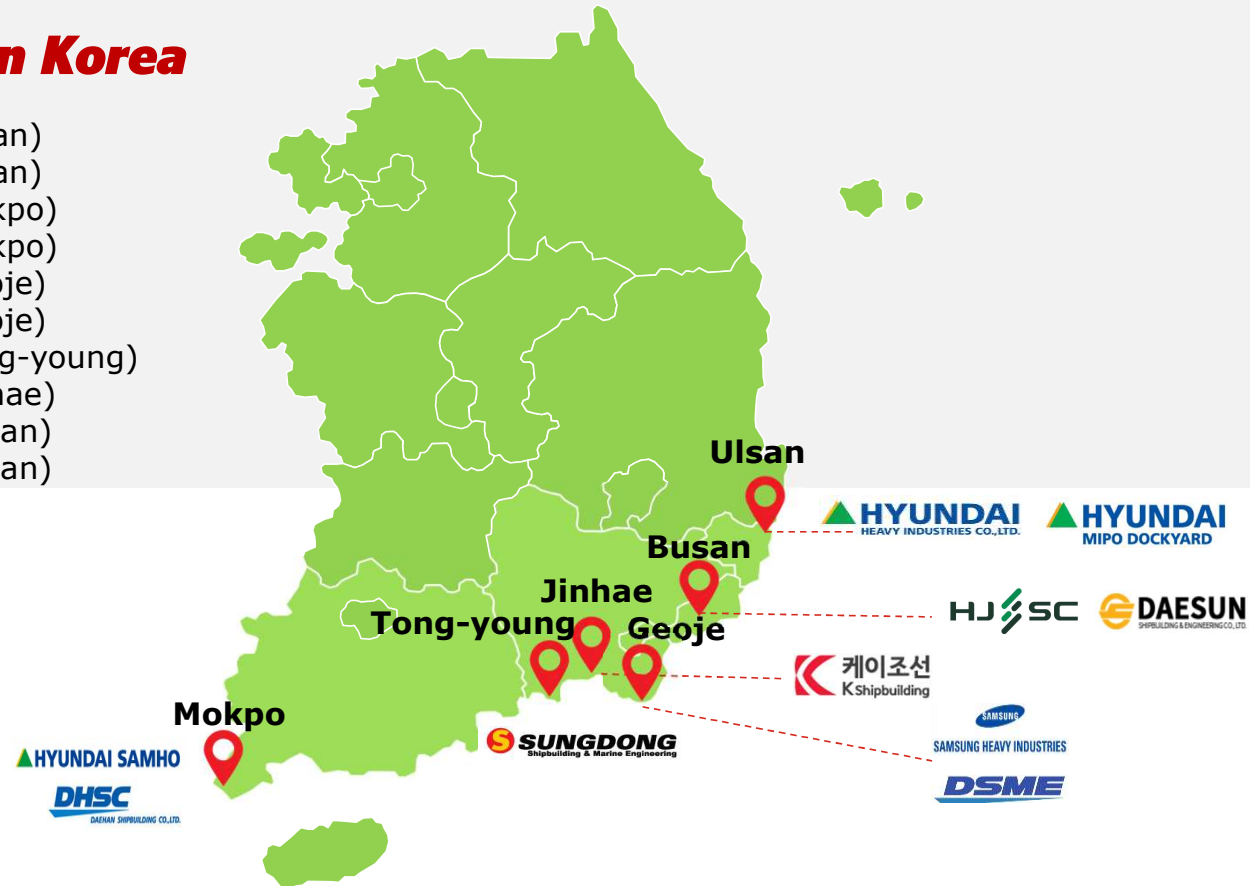 n Korea
an)
an)
kpo)
kpo)
oje)
oje)
g-young)
hae)
an)
an)
Ulsan
HYUNDAI
HEAVY INDUSTRIES CO.,LTD.
HYUNDAI
MIPO DOCKYARD
Busan
HJSC
DAESUN
SHIPBUILDING & ENGINEERING CO., LTD.
Jinhae
Tong-young
Geoje
케이조선
K Shipbuilding
SAMSUNG
SAMSUNG HEAVY INDUSTRIES
DSME
SUNGDONG
Shipbuilding & Marine Engineering
Mokpo
HYUNDAI SAMHO
DHSC
DAEHAN SHIPBUILDING CO.,LTD.